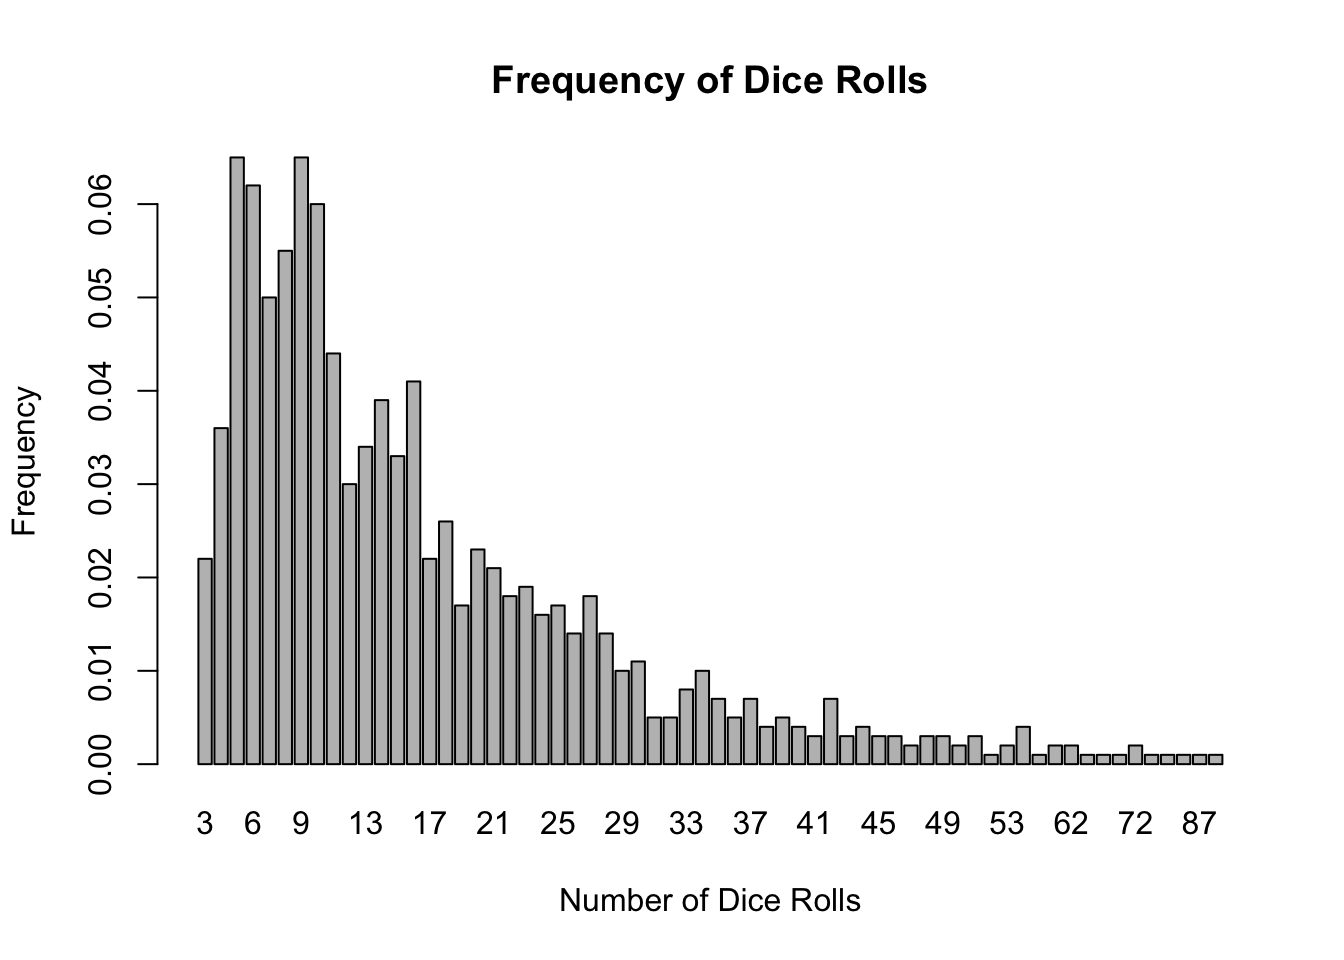 Frequency of Dice Rolls
Frequency
0.06
0.05
0.04
0.03
0.02
0.01
0.00
3 6 9 13 17 21 25 29 33 37 41 45 49 53 62 72 87
Number of Dice Rolls